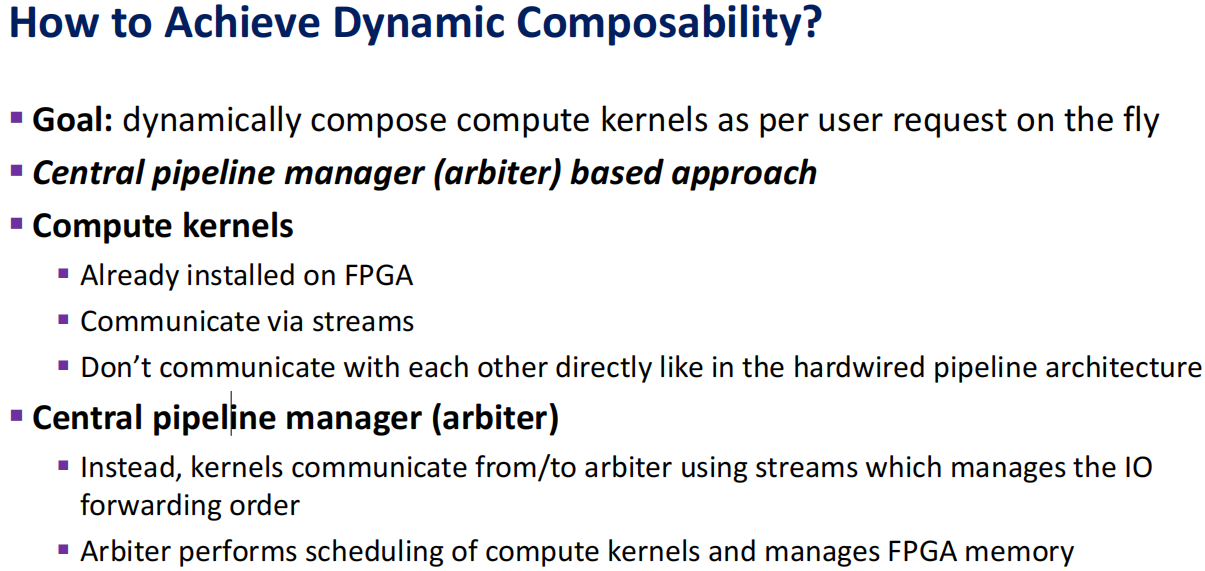 How to Achieve Dynamic Composability?
▪ Goal: dynamically compose compute kernels as per user request on the fly
▪ Central pipeline manager (arbiter) based approach
▪ Compute kernels
▪ Already installed on FPGA
▪ Communicate via streams
▪ Don't communicate with each other directly like in the hardwired pipeline architecture
▪ Central pipeline manager (arbiter)
▪ Instead, kernels communicate from/to arbiter using streams which manages the IO
forwarding order
▪ Arbiter performs scheduling of compute kernels and manages FPGA memory